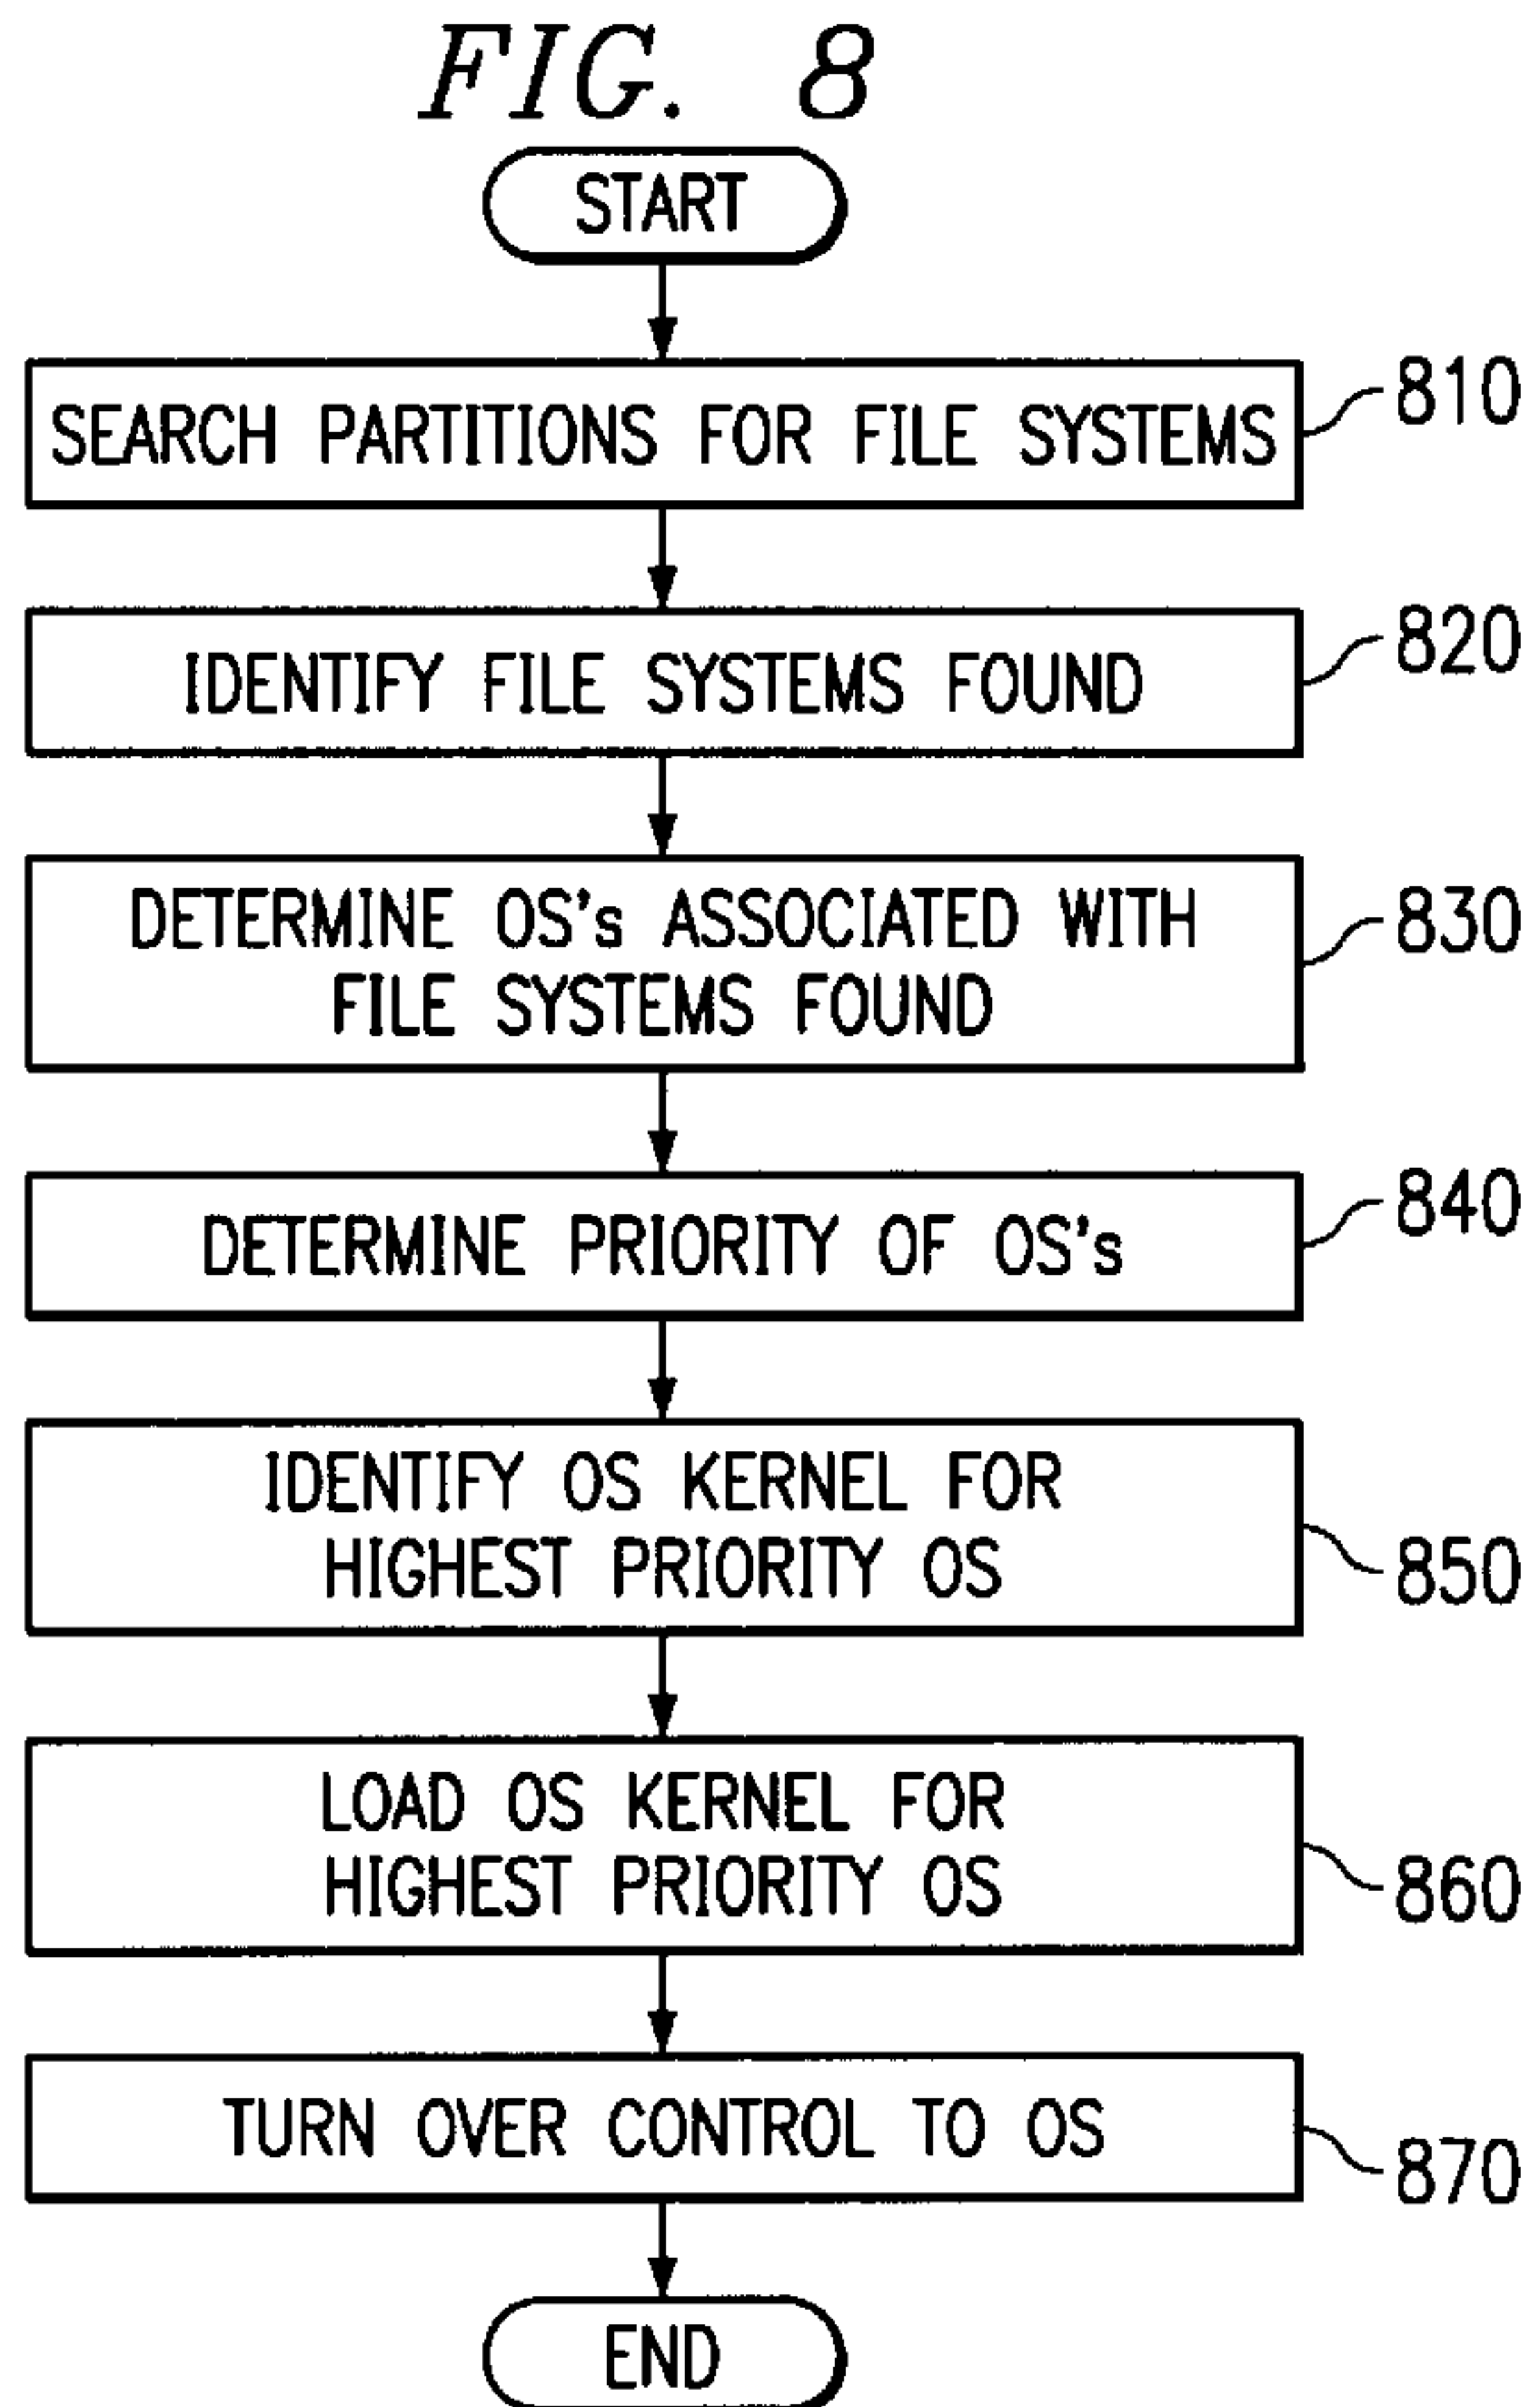 FIG. 8
START
SEARCH PARTITIONS FOR FILE SYSTEMS
810
IDENTIFY FILE SYSTEMS FOUND
820
DETERMINE OS's ASSOCIATED WITH
FILE SYSTEMS FOUND
830
DETERMINE PRIORITY OF OS's
840
IDENTIFY OS KERNEL FOR
HIGHEST PRIORITY OS
850
LOAD OS KERNEL FOR
HIGHEST PRIORITY OS
860
TURN OVER CONTROL TO OS
870
END